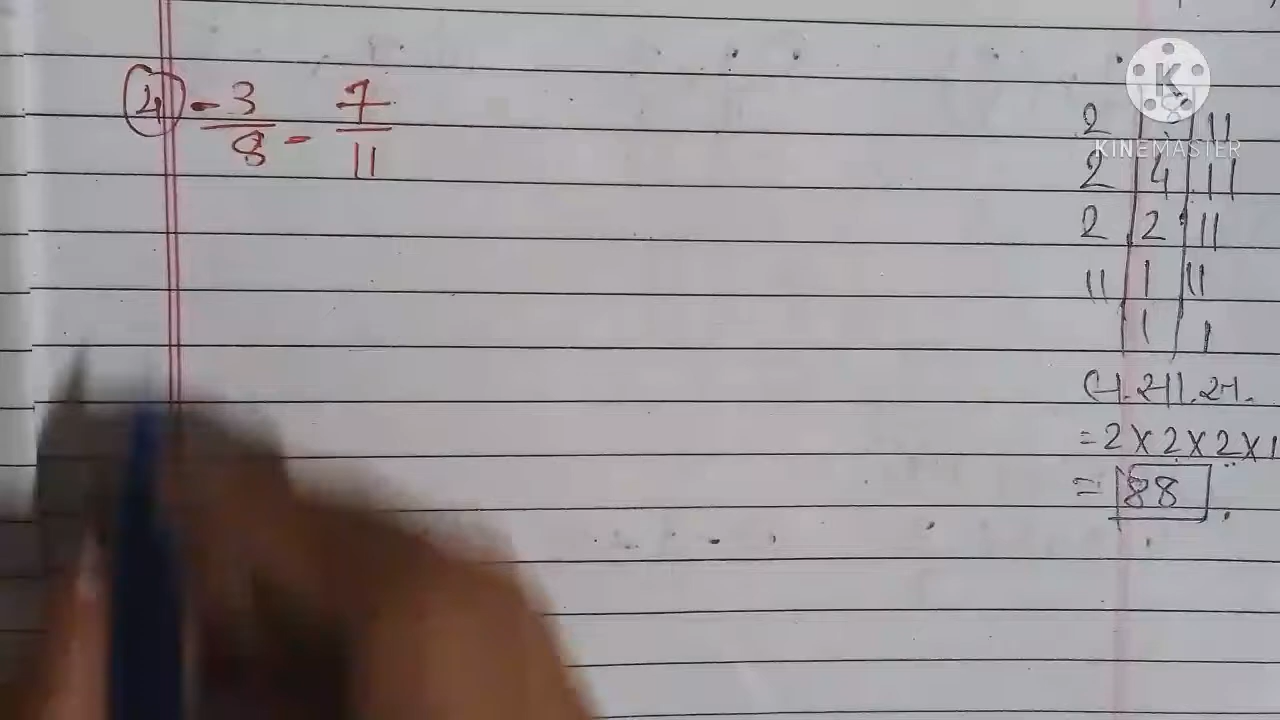 ④ -3/8 - 7/11
K
KINEMASTER
2 | | 11
2 | 4 | 11
2 | 2 | 11
11 | 1 | 11
1 | 1
= 2 × 2 × 2 × 1
= 88